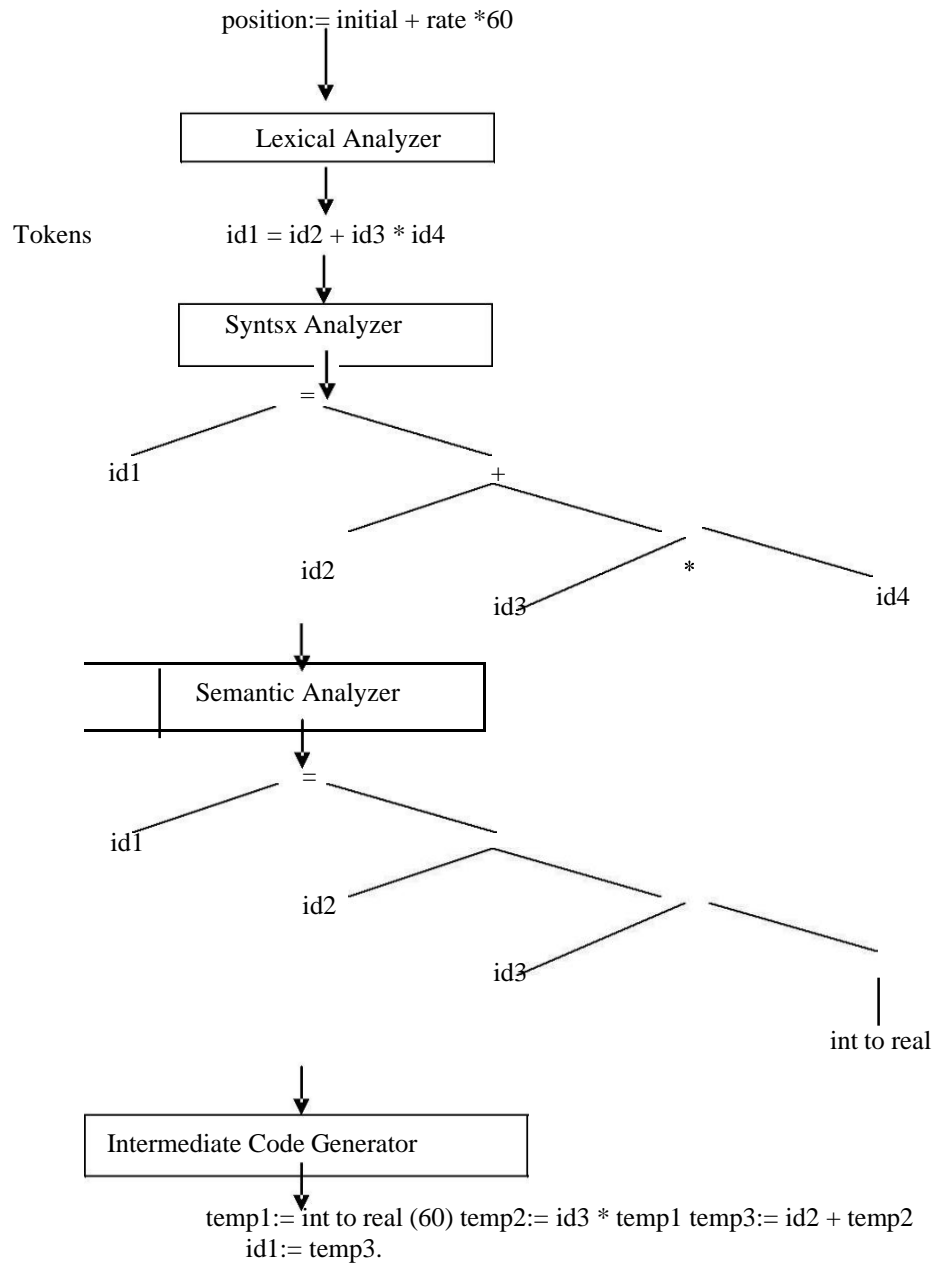 position:= initial + rate *60
Lexical Analyzer
Tokens id1 = id2 + id3 * id4
Syntsx Analyzer
=
id1
+
id2
*
id3
id4
Semantic Analyzer
=
id1
id2
id3
int to real
Intermediate Code Generator
temp1:= int to real (60) temp2:= id3 * temp1 temp3:= id2 + temp2
id1:= temp3.